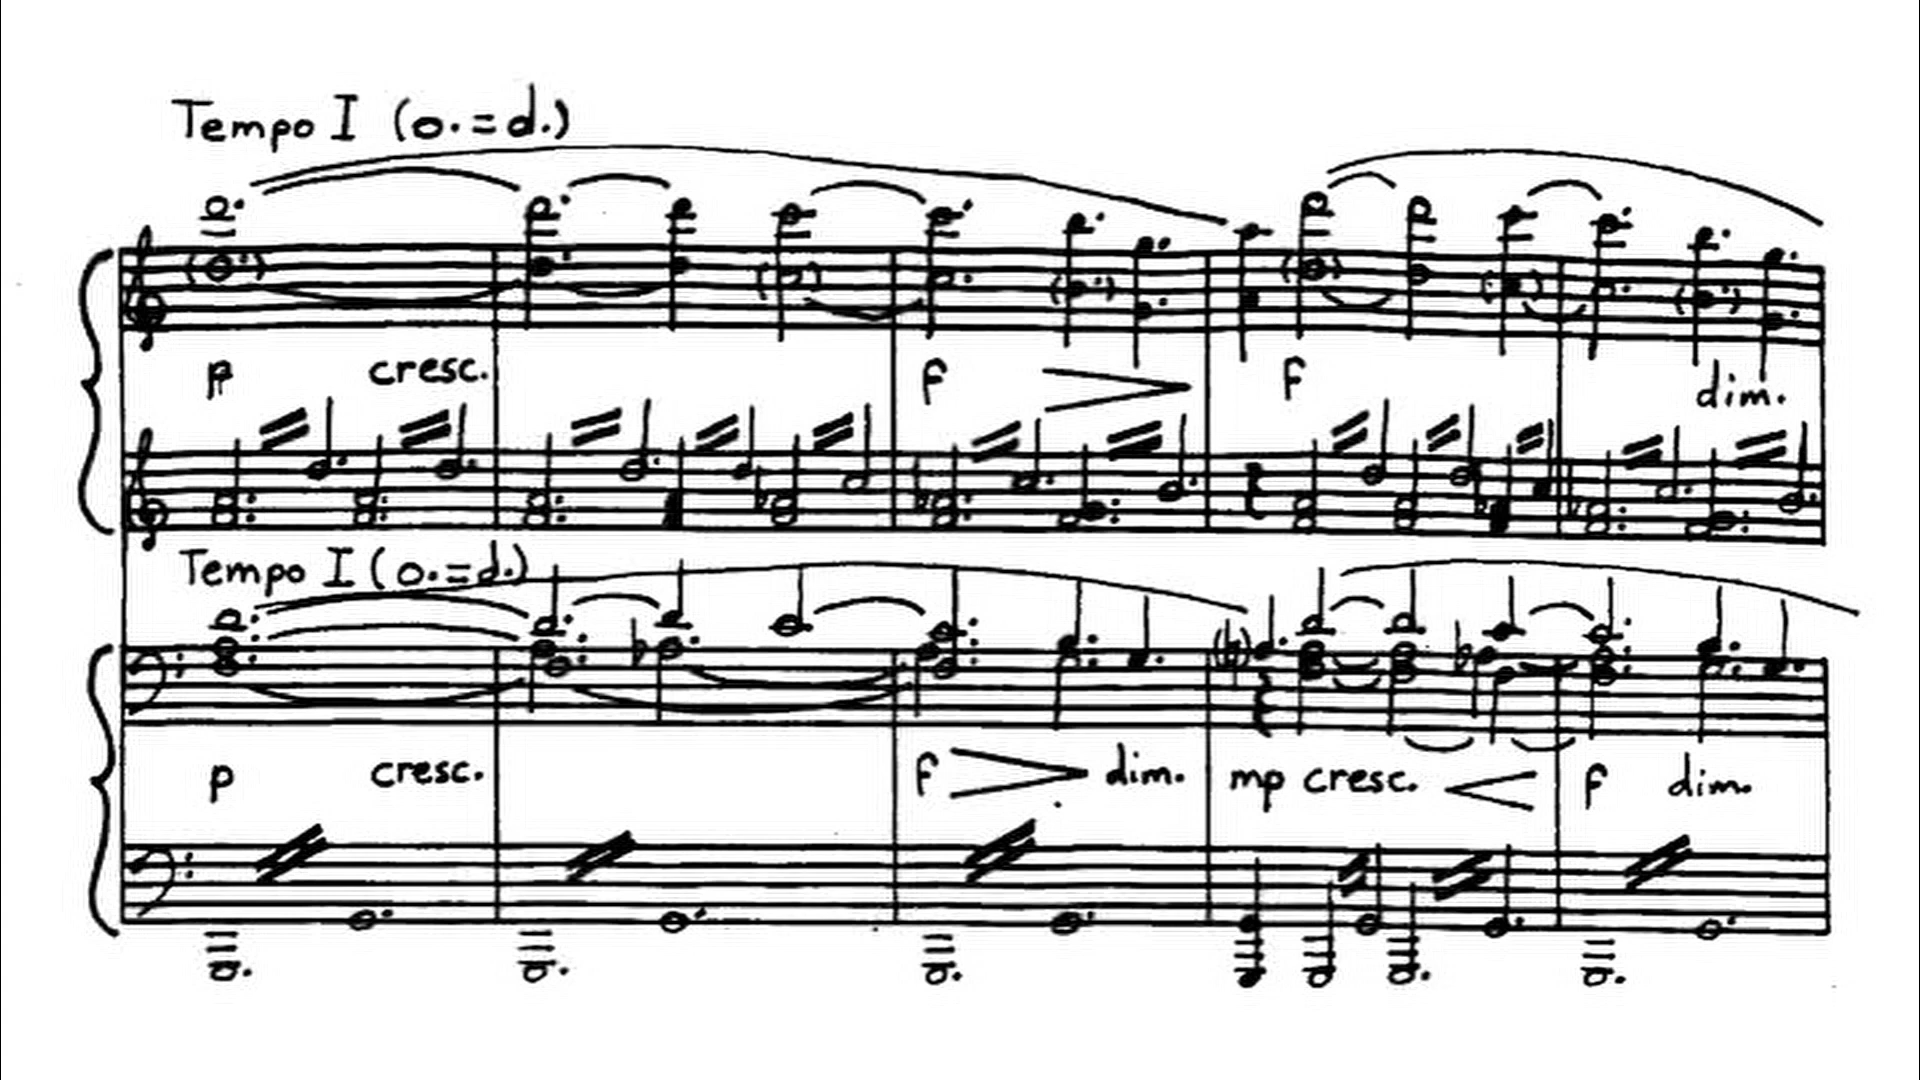 Tempo I (𝅝. = 𝅗𝅥.)
p cresc. f f dim.
Tempo I (𝅝. = 𝅗𝅥.)
p cresc. f dim. mp cresc. f dim.